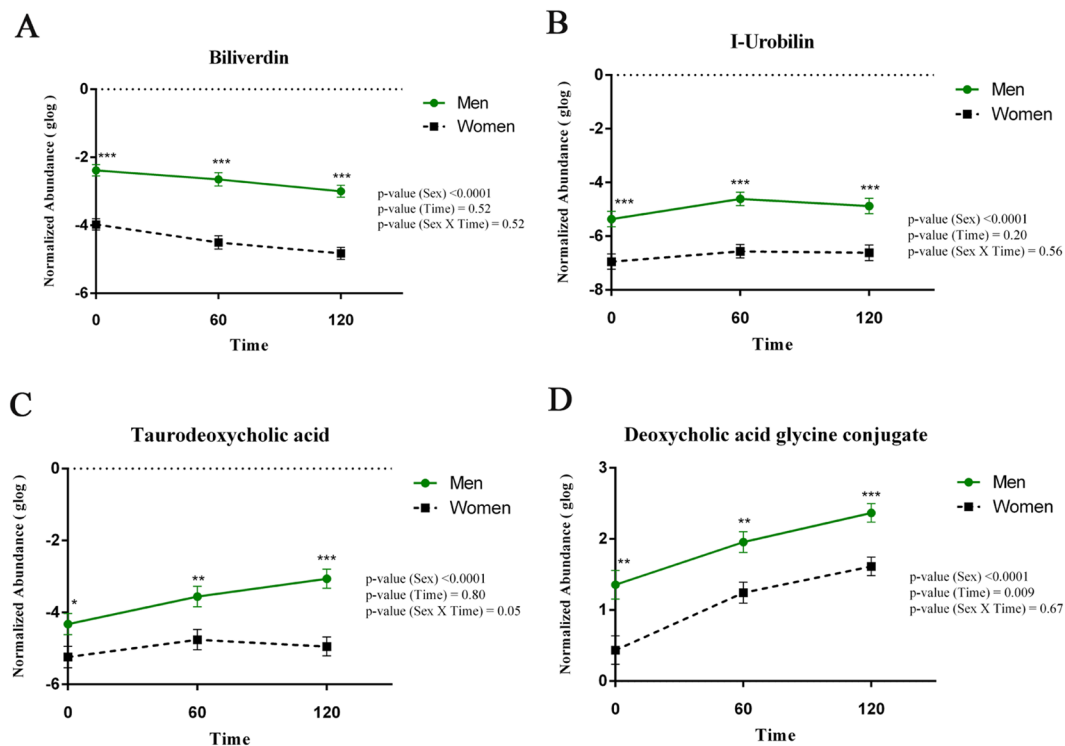 A
Biliverdin
Normalized Abundance ( glog )
0
-2
-4
-6
***
***
***
Men
Women
p-value (Sex) <0.0001
p-value (Time) = 0.52
p-value (Sex X Time) = 0.52
0
60
120
Time
B
I-Urobilin
Normalized Abundance ( glog )
0
-2
-4
-6
-8
***
***
***
Men
Women
p-value (Sex) <0.0001
p-value (Time) = 0.20
p-value (Sex X Time) = 0.56
0
60
120
Time
C
Taurodeoxycholic acid
Normalized Abundance ( glog )
0
-2
-4
-6
*
**
***
Men
Women
p-value (Sex) <0.0001
p-value (Time) = 0.80
p-value (Sex X Time) = 0.05
0
60
120
Time
D
Deoxycholic acid glycine conjugate
Normalized Abundance ( glog )
3
2
1
0
**
**
***
Men
Women
p-value (Sex) <0.0001
p-value (Time) = 0.009
p-value (Sex X Time) = 0.67
0
60
120
Time